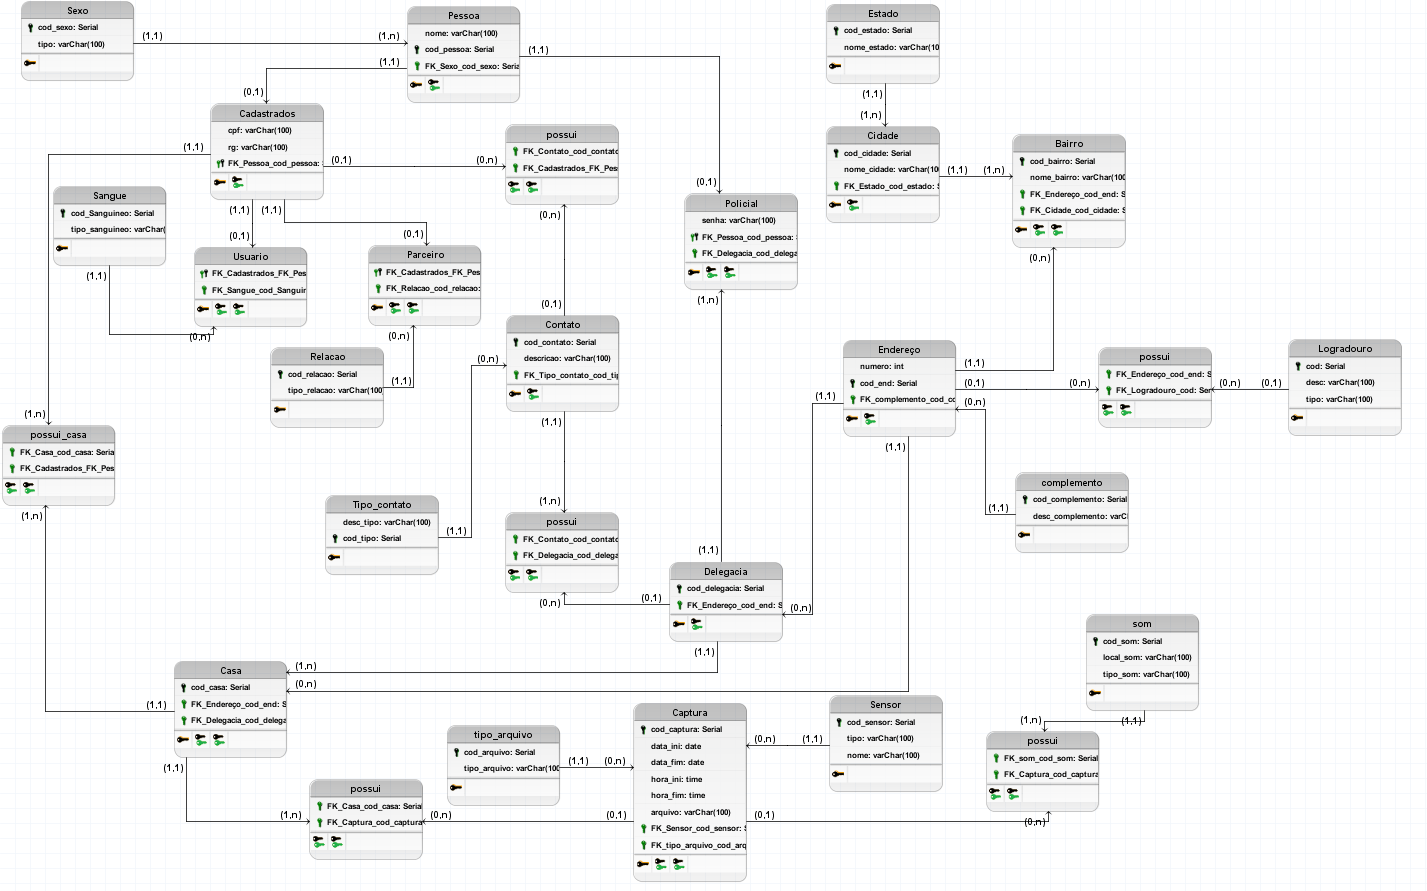 Sexo
cod_sexo: Serial
tipo: varChar(100)
(1,1)
(1,n)
Pessoa
nome: varChar(100)
cod_pessoa: Serial
FK_Sexo_cod_sexo: Seria
(1,1)
(1,1)
(0,1)
(0,1)
Estado
cod_estado: Serial
nome_estado: varChar(10
(1,1)
(1,n)
Cidade
cod_cidade: Serial
nome_cidade: varChar(10
FK_Estado_cod_estado: S
(1,1)
(1,n)
Bairro
cod_bairro: Serial
nome_bairro: varChar(100
FK_Endereço_cod_end: S
FK_Cidade_cod_cidade: S
(0,n)
Cadastrados
cpf: varChar(100)
rg: varChar(100)
FK_Pessoa_cod_pessoa:
(1,1)
(0,1)
(0,n)
(1,1)
(1,1)
(0,1)
(0,1)
possui
FK_Contato_cod_contato
FK_Cadastrados_FK_Pes
(0,n)
(0,1)
Sangue
cod_Sanguineo: Serial
tipo_sanguineo: varChar(
(1,1)
(0,n)
Usuario
FK_Cadastrados_FK_Pes
FK_Sangue_cod_Sanguir
Parceiro
FK_Cadastrados_FK_Pes
FK_Relacao_cod_relacao:
(0,n)
(1,1)
Relacao
cod_relacao: Serial
tipo_relacao: varChar(100
Policial
senha: varChar(100)
FK_Pessoa_cod_pessoa:
FK_Delegacia_cod_delega
(1,n)
(1,1)
Contato
cod_contato: Serial
descricao: varChar(100)
FK_Tipo_contato_cod_tip
(0,n)
(1,1)
(1,1)
(1,n)
Endereço
numero: int
cod_end: Serial
FK_complemento_cod_co
(1,1)
(0,1)
(0,n)
(0,n)
(1,1)
(1,1)
(1,1)
possui
FK_Endereço_cod_end: S
FK_Logradouro_cod: Ser
(0,n)
(0,1)
Logradouro
cod: Serial
desc: varChar(100)
tipo: varChar(100)
(1,n)
possui_casa
FK_Casa_cod_casa: Seria
FK_Cadastrados_FK_Pes
(1,n)
(1,1)
complemento
cod_complemento: Serial
desc_complemento: varC
Tipo_contato
desc_tipo: varChar(100)
cod_tipo: Serial
possui
FK_Contato_cod_contato
FK_Delegacia_cod_delega
(0,n)
(0,1)
Delegacia
cod_delegacia: Serial
FK_Endereço_cod_end: S
(0,n)
(1,1)
(1,n)
(0,n)
Casa
cod_casa: Serial
FK_Endereço_cod_end: S
FK_Delegacia_cod_delega
(1,1)
(1,n)
som
cod_som: Serial
local_som: varChar(100)
tipo_som: varChar(100)
(1,n)
(1,1)
possui
FK_som_cod_som: Serial
FK_Captura_cod_captura
(0,n)
Sensor
cod_sensor: Serial
tipo: varChar(100)
nome: varChar(100)
(0,n)
(1,1)
Captura
cod_captura: Serial
data_ini: date
data_fim: date
hora_ini: time
hora_fim: time
arquivo: varChar(100)
FK_Sensor_cod_sensor: S
FK_tipo_arquivo_cod_arq
(0,1)
(0,1)
(0,n)
tipo_arquivo
cod_arquivo: Serial
tipo_arquivo: varChar(100
(1,1)
(0,n)
possui
FK_Casa_cod_casa: Seria
FK_Captura_cod_captura